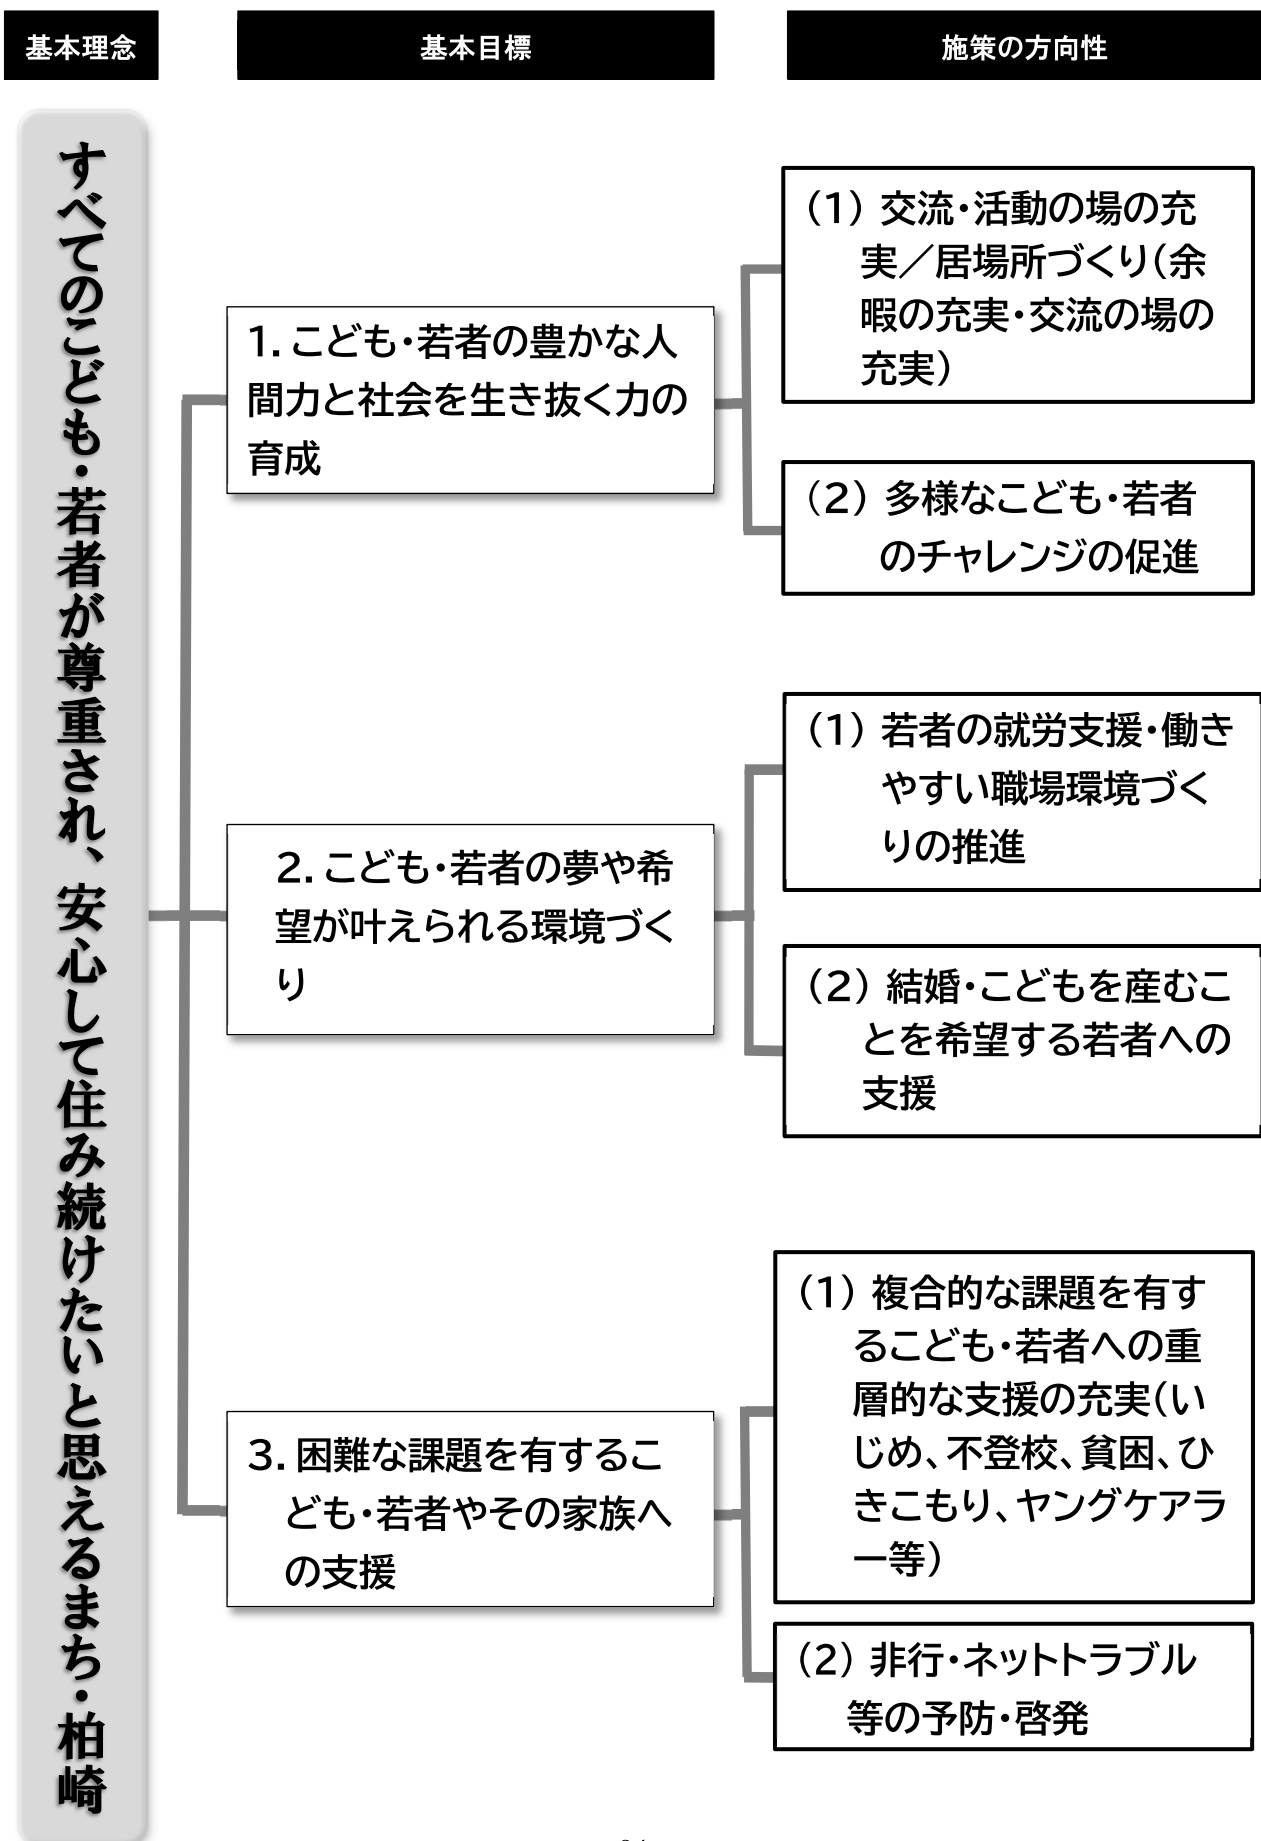 基本理念
基本目標
施策の方向性
すべてのこども・若者が尊重され、安心して住み続けたいと思えるまち・柏崎
1.こども・若者の豊かな人
間力と社会を生き抜く力の
育成
(1) 交流・活動の場の充
実／居場所づくり(余
暇の充実・交流の場の
充実)
(2) 多様なこども・若者
のチャレンジの促進
2.こども・若者の夢や希
望が叶えられる環境づく
り
(1) 若者の就労支援・働き
やすい職場環境づく
りの推進
(2) 結婚・こどもを産むこ
とを希望する若者への
支援
3.困難な課題を有するこ
ども・若者やその家族へ
の支援
(1) 複合的な課題を有す
るこども・若者への重
層的な支援の充実(い
じめ、不登校、貧困、ひ
きこもり、ヤングケアラ
ー等)
(2) 非行・ネットトラブル
等の予防・啓発